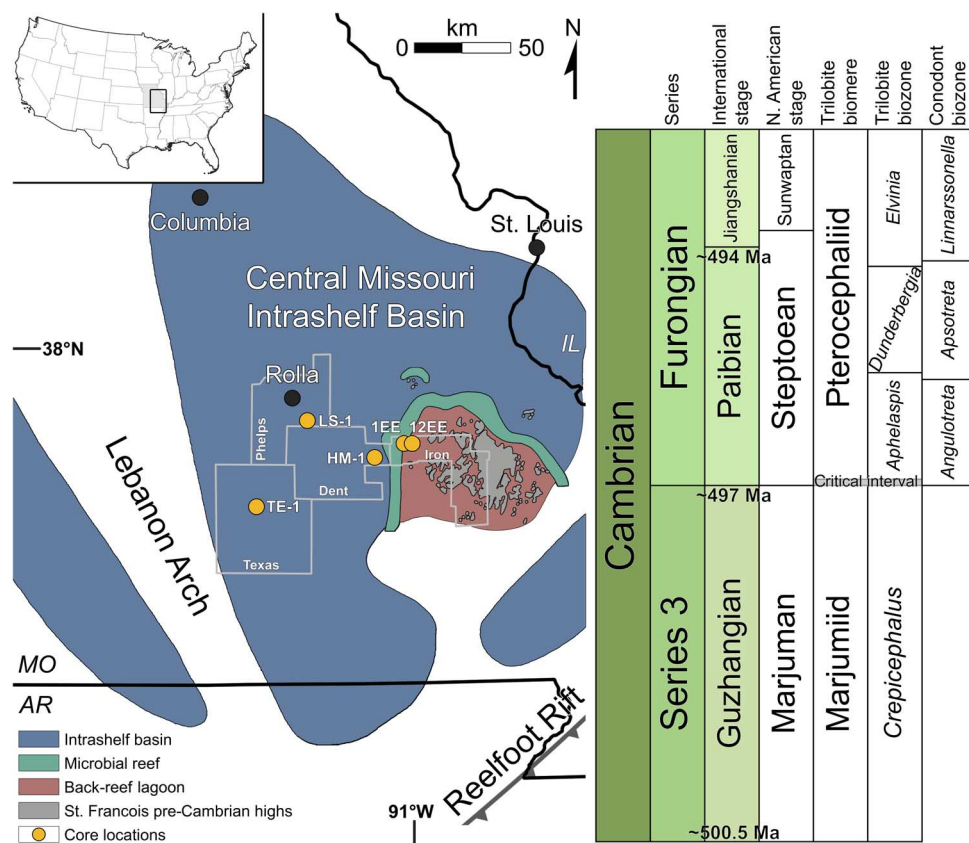 km
0
50
N
Columbia
St. Louis
Central Missouri
Intrashelf Basin
38°N
IL
Rolla
LS-1
1EE
12EE
Phelps
HM-1
Iron
Dent
TE-1
Texas
Lebanon Arch
MO
AR
Reelfoot Rift
Intrashelf basin
Microbial reef
Back-reef lagoon
St. Francois pre-Cambrian highs
Core locations
91°W
Series
International
stage
N. American
stage
Trilobite
biomere
Trilobite
biozone
Conodont
biozone
Cambrian
Furongian
Series 3
Jiangshanian
~494 Ma
Paibian
~497 Ma
Guzhangian
~500.5 Ma
Sunwaptan
Steptoean
Marjuman
Pterocephaliid
Critical interval
Marjumiid
Elvinia
Dunderbergia
Aphelaspis
Crepicephalus
Linnarssonella
Apsotreta
Angulotreta